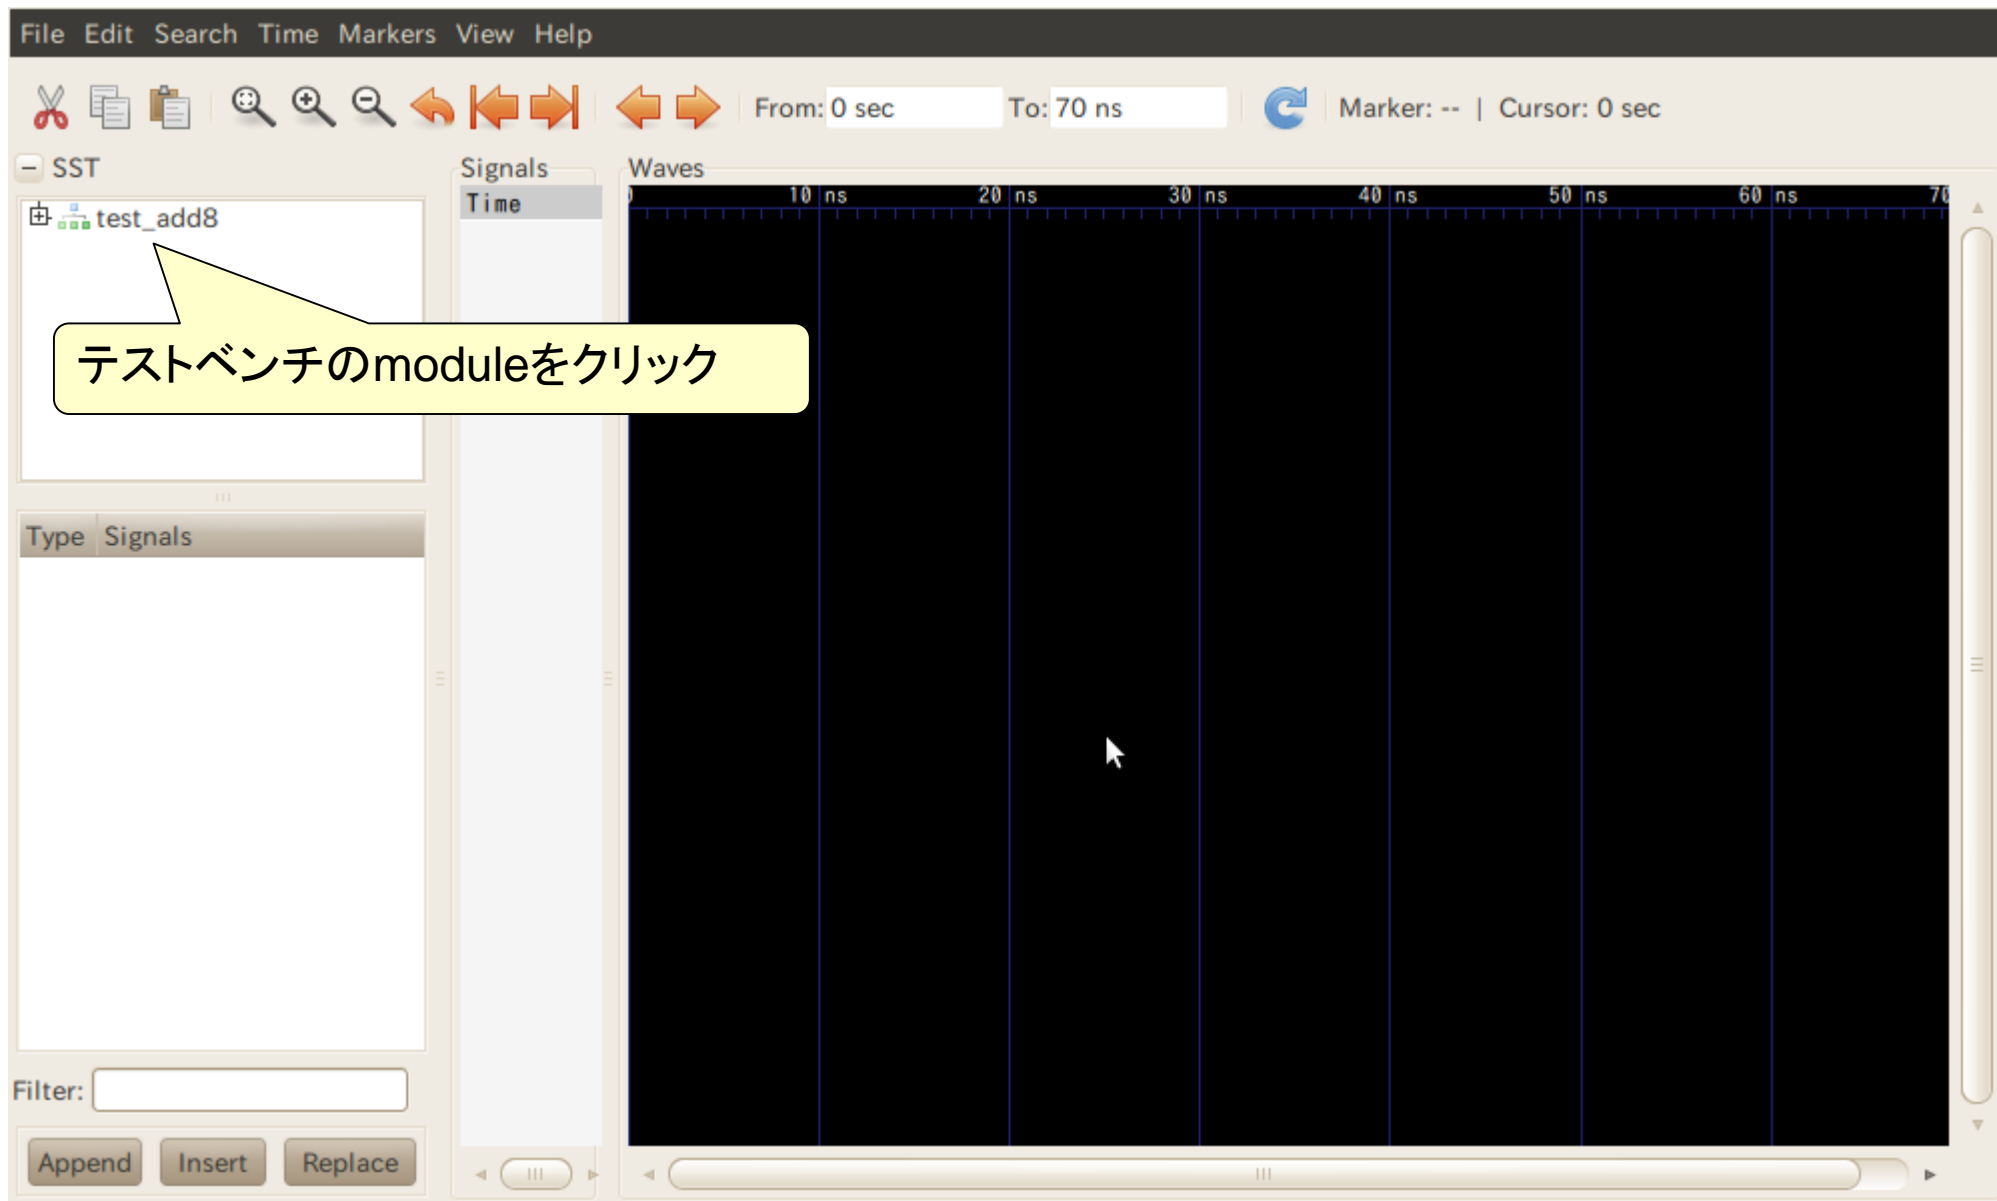 File Edit Search Time Markers View Help
From: 0 sec To: 70 ns Marker: -- | Cursor: 0 sec
SST
test_add8
テストベンチのmoduleをクリック
Type Signals
Filter:
Append Insert Replace
Signals
Time
Waves
0 10 ns 20 ns 30 ns 40 ns 50 ns 60 ns 70